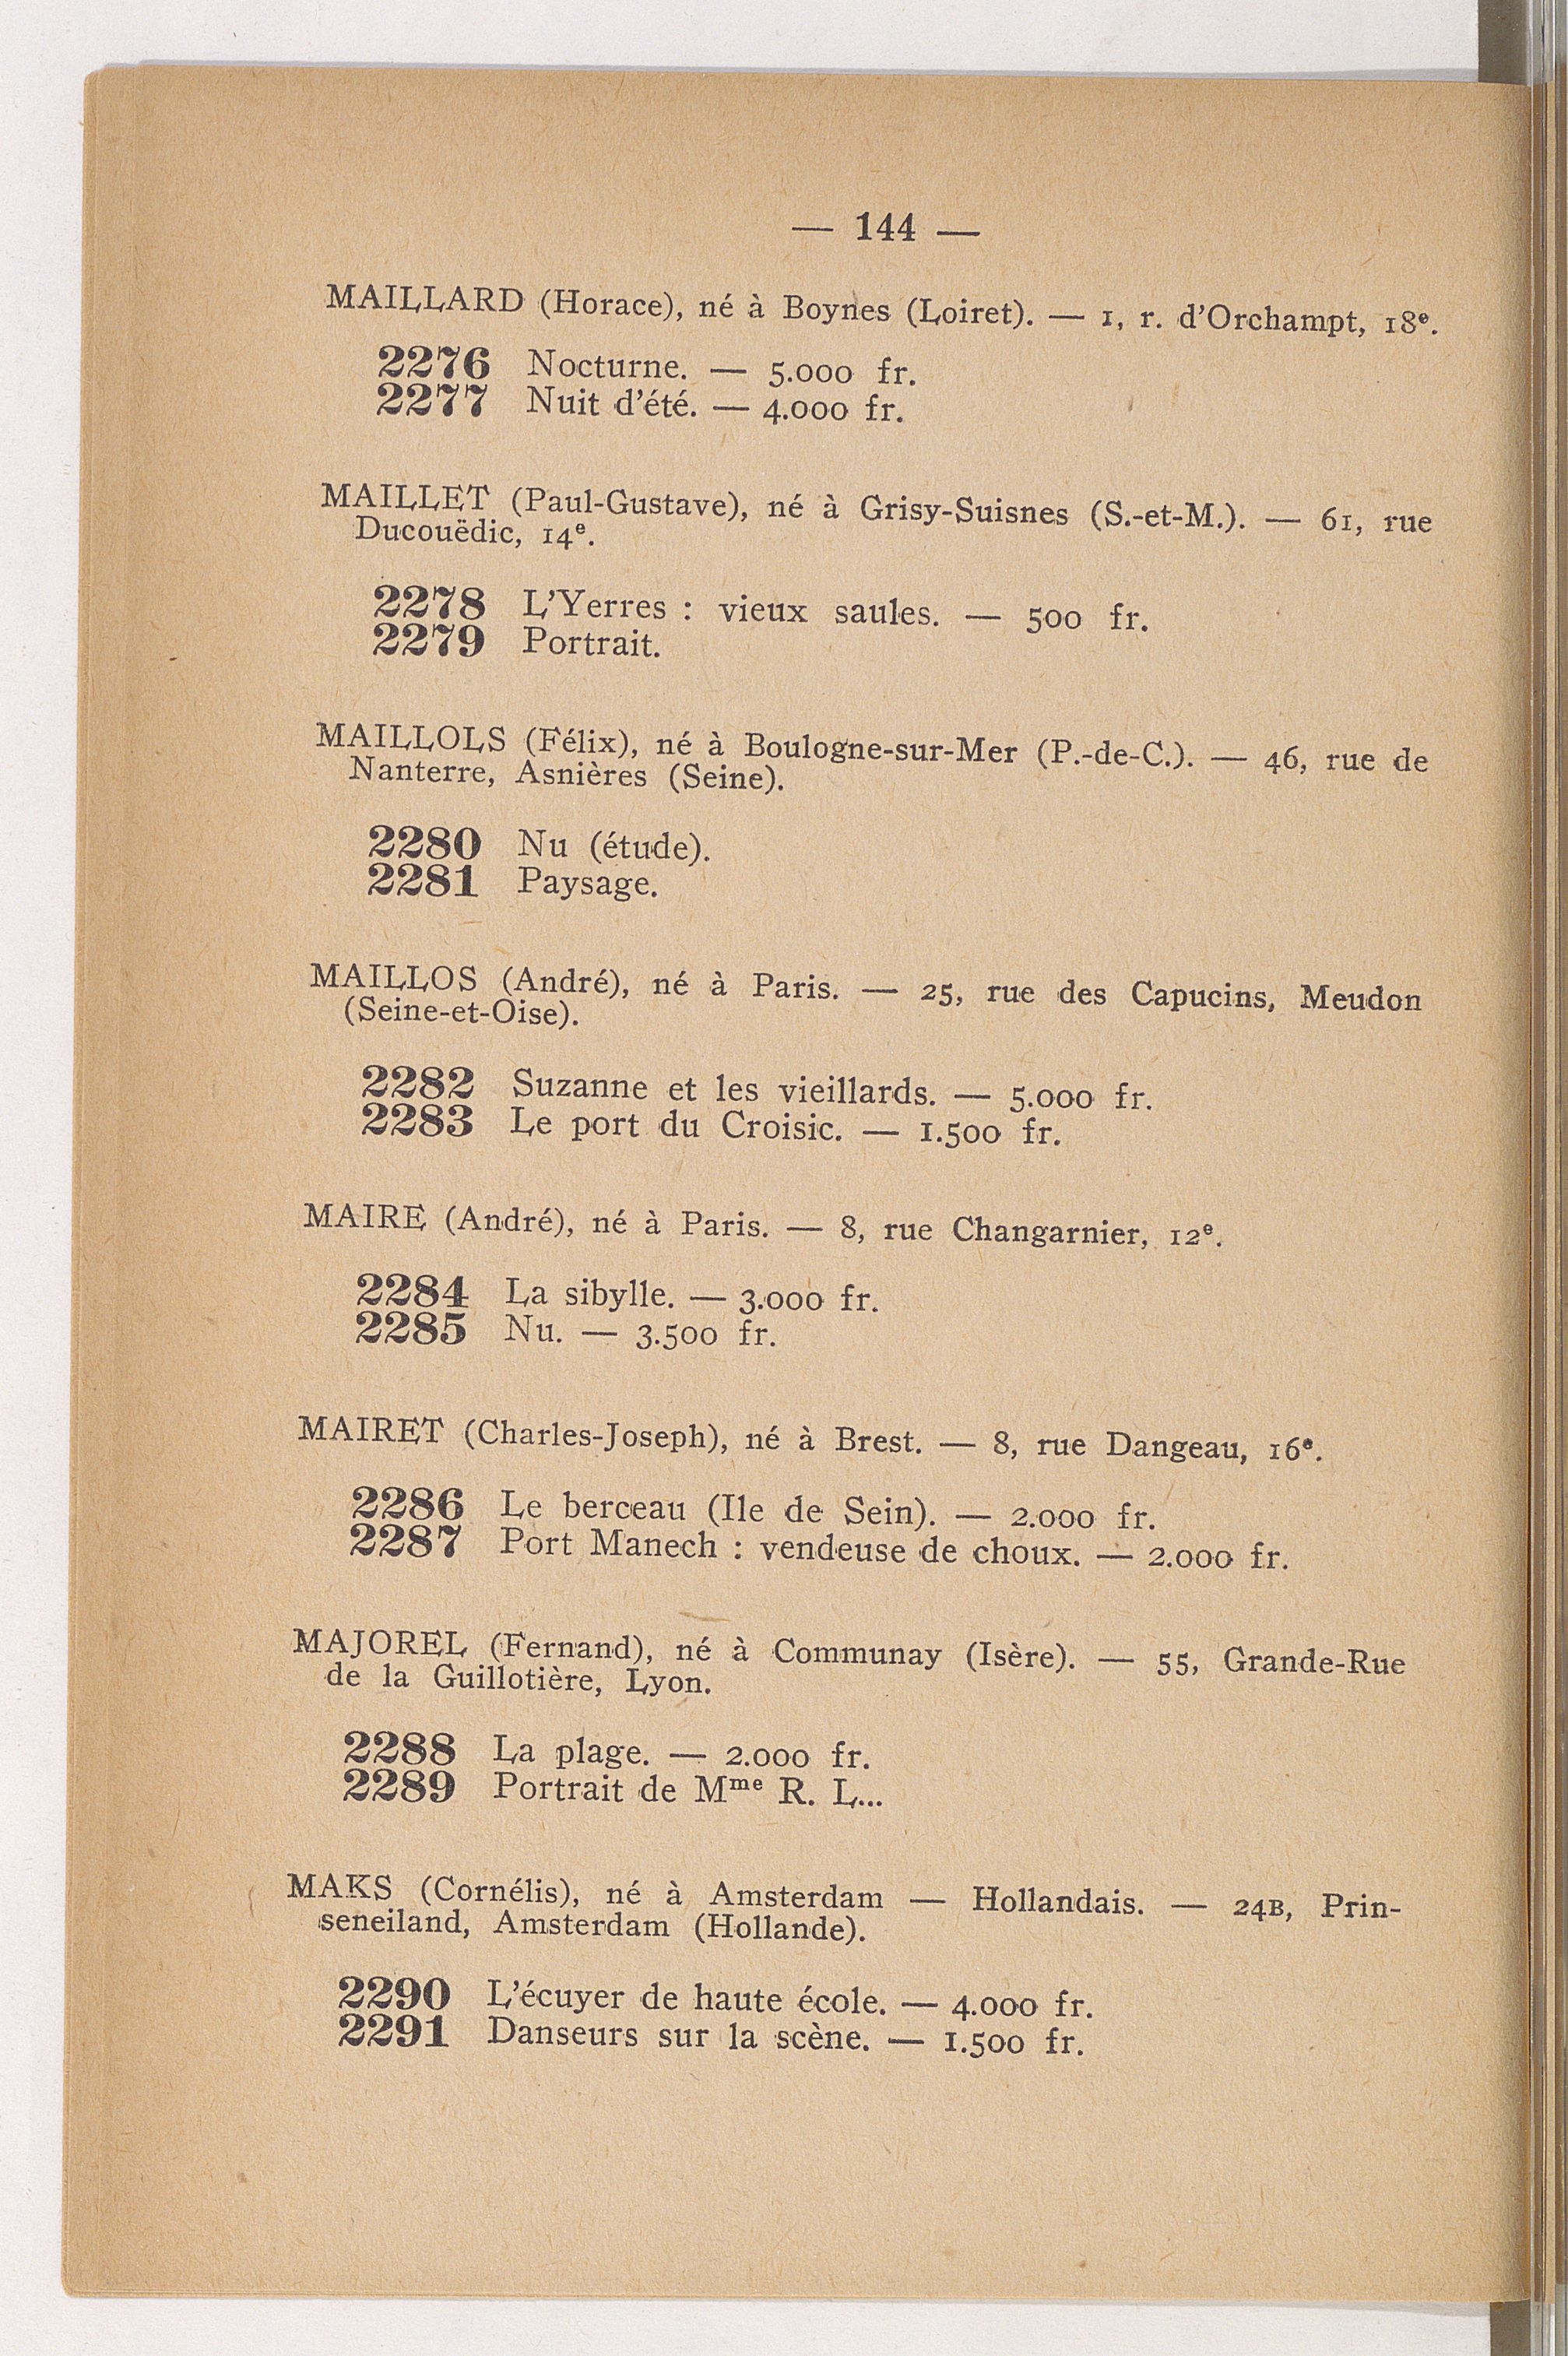 — 144 —
MAILLARD (Horace), né à Boynes (Loiret). — 1, r. d'Orchampt, 18e.
2276 Nocturne. — 5.000 fr.
2277 Nuit d'été. — 4.000 fr.
MAILLET (Paul-Gustave), né à Grisy-Suisnes (S.-et-M.). — 61, rue
Ducouëdic, 14e.
2278 L'Yerres : vieux saules. — 500 fr.
2279 Portrait.
MAILLOLS (Félix), né à Boulogne-sur-Mer (P.-de-C.). — 46, rue de
Nanterre, Asnières (Seine).
2280 Nu (étude).
2281 Paysage.
MAILLOS (André), né à Paris. — 25, rue des Capucins, Meudon
(Seine-et-Oise).
2282 Suzanne et les vieillards. — 5.000 fr.
2283 Le port du Croisic. — 1.500 fr.
MAIRE (André), né à Paris. — 8, rue Changarnier, 12e.
2284 La sibylle. — 3.000 fr.
2285 Nu. — 3.500 fr.
MAIRET (Charles-Joseph), né à Brest. — 8, rue Dangeau, 16e.
2286 Le berceau (Ile de Sein). — 2.000 fr.
2287 Port Manech : vendeuse de choux. — 2.000 fr.
MAJOREL (Fernand), né à Communay (Isère). — 55, Grande-Rue
de la Guillotière, Lyon.
2288 La plage. — 2.000 fr.
2289 Portrait de Mme R. L...
MAKS (Cornélis), né à Amsterdam — Hollandais. — 24B, Prin-
seneiland, Amsterdam (Hollande).
2290 L'écuyer de haute école. — 4.000 fr.
2291 Danseurs sur la scène. — 1.500 fr.